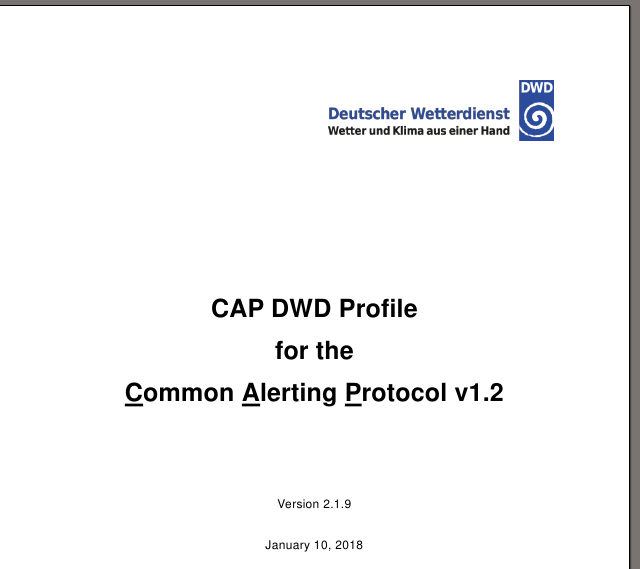 DWD
Deutscher Wetterdienst
Wetter und Klima aus einer Hand
CAP DWD Profile
for the
Common Alerting Protocol v1.2
Version 2.1.9
January 10, 2018